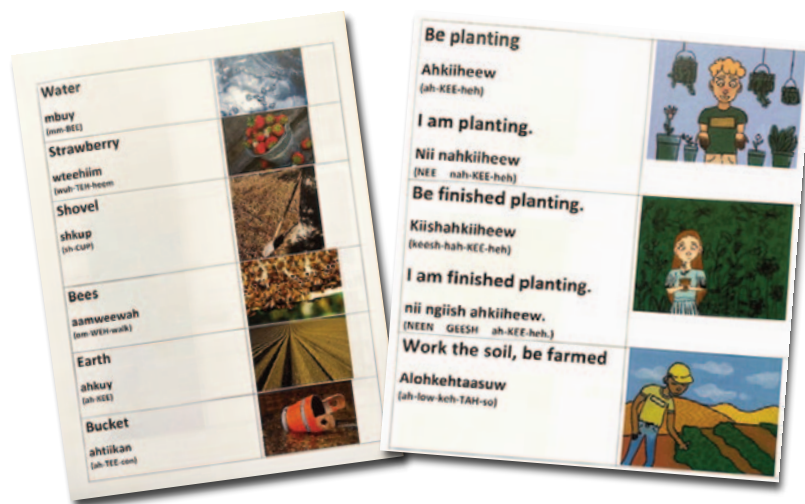 Water
mbuy
(mm-BEE)
Strawberry
wteehiim
(wuh-TEH-heem
Shovel
shkup
(sh-CUP)
Bees
aamweewah
(om-WEH-walk)
Earth
ahkuy
(ah-KEE)
Bucket
ahtiikan
(ah-TEE-con)
Be planting
Ahkiiheew
(ah-KEE-heh)
I am planting.
Nii nahkiiheew
(NEE nah-KEE-heh)
Be finished planting.
Kiishahkiiheew
(keesh-hah-KEE-heh)
I am finished planting.
nii ngiish ahkiiheew.
(NEEN GEESH ah-KEE-heh.)
Work the soil, be farmed
Alohkehtaasuw
(ah-low-keh-TAH-so)